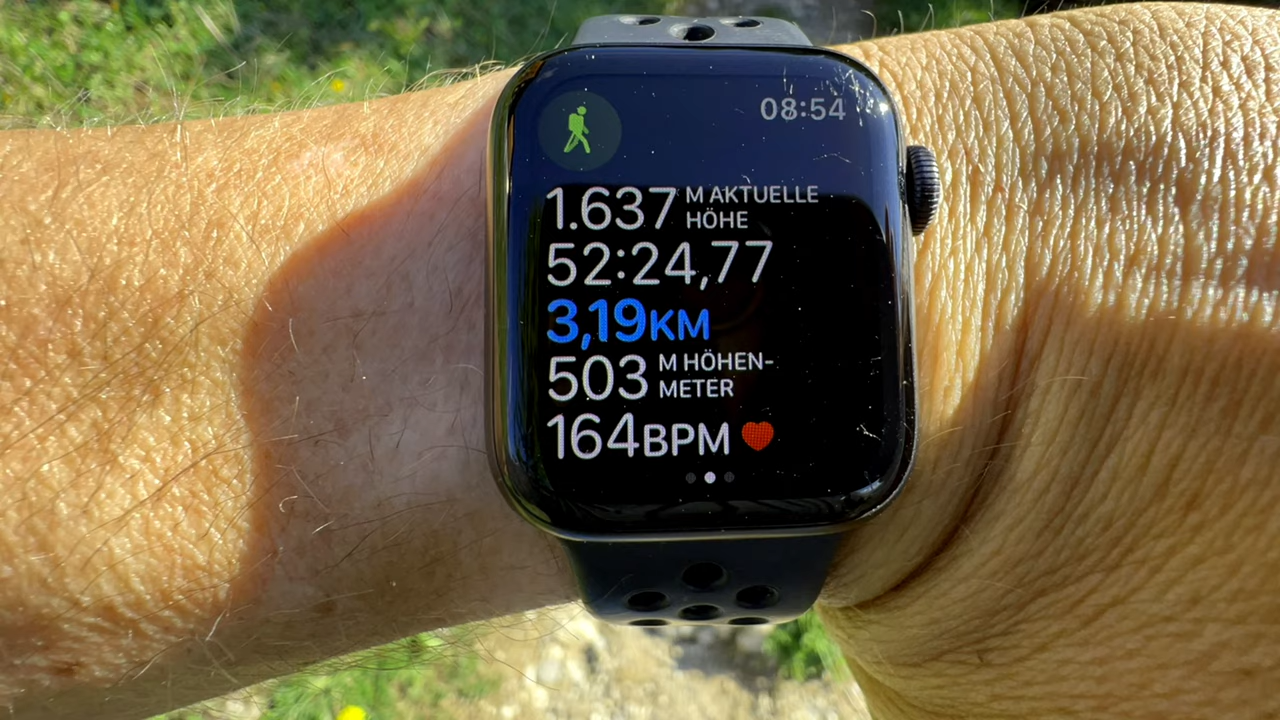 08:54
1.637 M AKTUELLE
HÖHE
52:24,77
3,19KM
503 M HÖHEN-
METER
164BPM